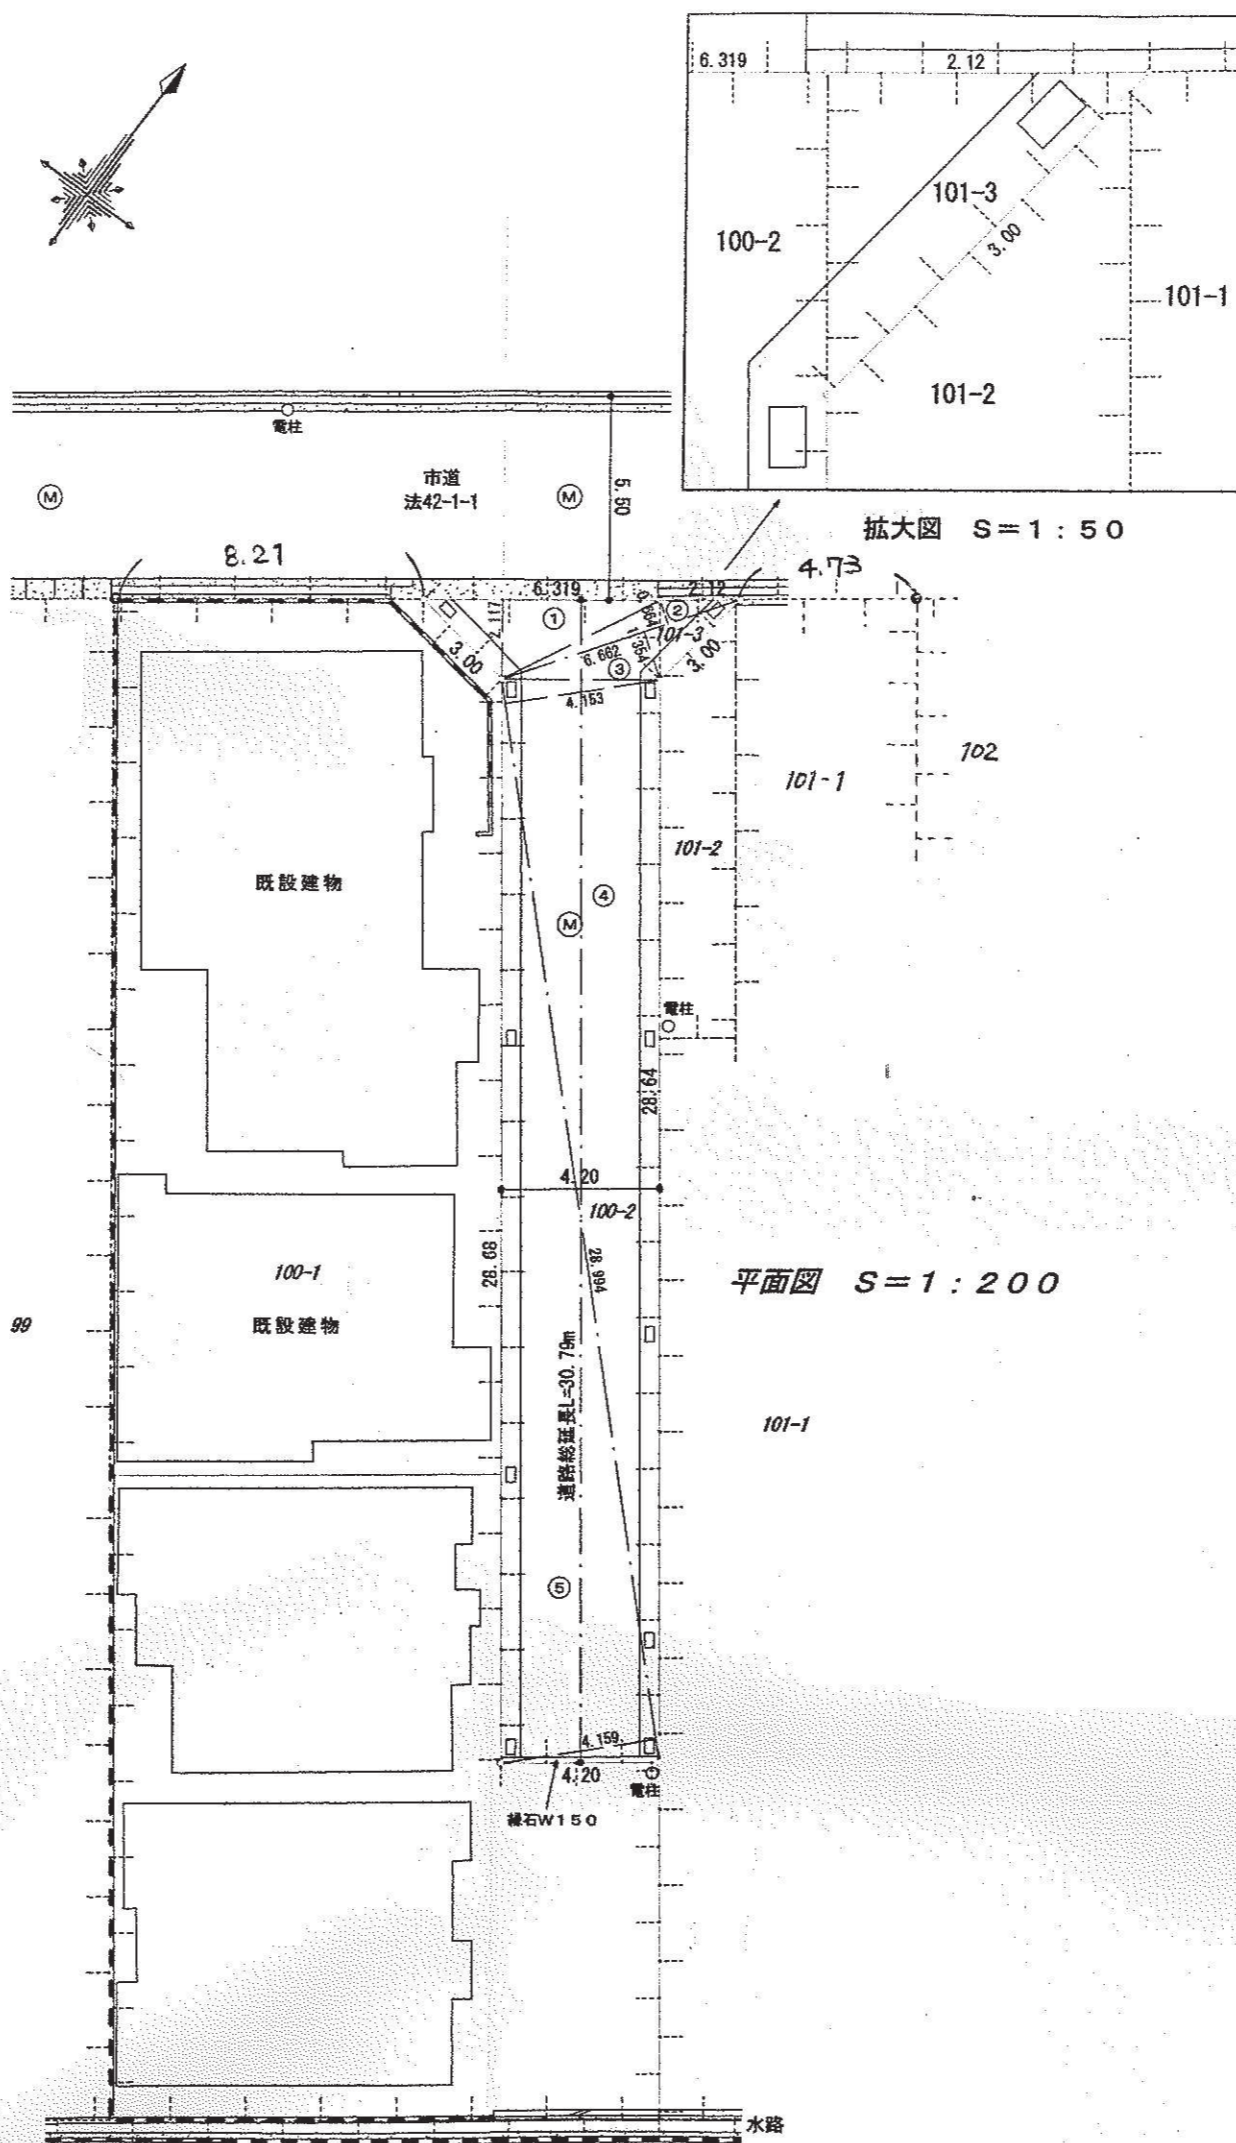 6.319
2.12
101-3
100-2
3.00
101-1
101-2
拡大図 S=1:50
電柱
市道
法42-1-1
M
M
5.50
8.21
4.73
6.319
2.12
①
②
2.117
0.664
101-3
1.354
6.662
③
3.00
3.00
4.153
102
101-1
101-2
既設建物
④
M
電柱
28.64
4.20
100-2
28.68
28.994
平面図 S=1:200
100-1
既設建物
99
道路総延長L=30.79m
101-1
⑤
4.159
4.20
電柱
縁石W150
水路